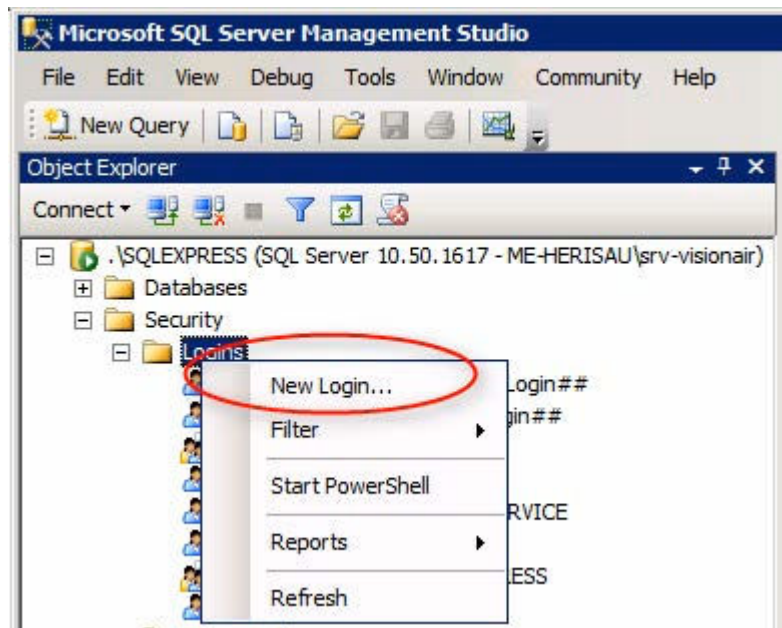 Microsoft SQL Server Management Studio
File Edit View Debug Tools Window Community Help
New Query
Object Explorer
Connect
.\SQLEXPRESS (SQL Server 10.50.1617 - ME-HERISAU\srv-visionair)
Databases
Security
Logins
New Login...
Login##
Filter
gin##
Start PowerShell
RVICE
Reports
ESS
Refresh